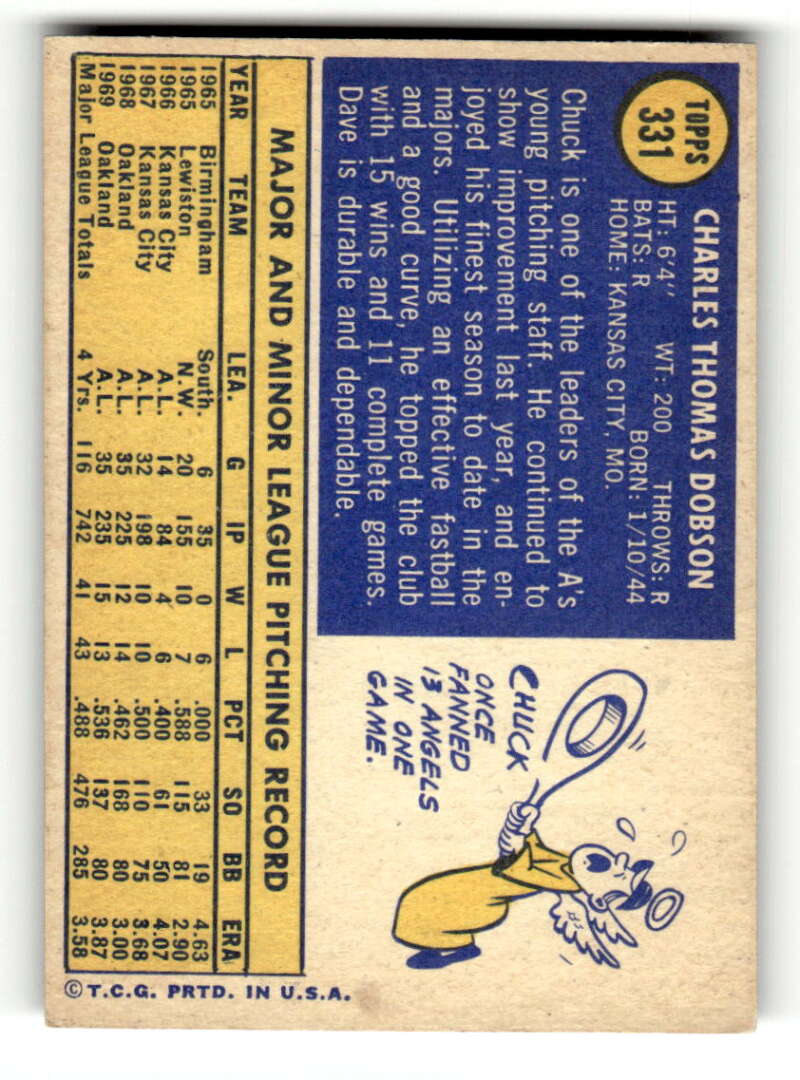 TOPPS
331
CHARLES THOMAS DOBSON
HT: 6'4" WT: 200 THROWS: R
BATS: R BORN: 1/10/44
HOME: KANSAS CITY, MO.
Chuck is one of the leaders of the A's
young pitching staff. He continued to
show improvement last year, and en-
joyed his finest season to date in the
majors. Utilizing an effective fastball
and a good curve, he topped the club
with 15 wins and 11 complete games.
Dave is durable and dependable.
CHUCK
ONCE
FANNED
13 ANGELS
IN ONE
GAME.
MAJOR AND MINOR LEAGUE PITCHING RECORD
YEAR TEAM LEA. G IP W L PCT SO BB ERA
1965 Birmingham South. 6 35 0 6 .000 33 19 4.63
1965 Lewiston N.W. 20 155 10 7 .588 115 81 2.90
1966 Kansas City A.L. 14 84 4 6 .400 61 50 4.07
1967 Kansas City A.L. 32 198 10 10 .500 110 75 3.68
1968 Oakland A.L. 35 225 12 14 .462 168 80 3.00
1969 Oakland A.L. 35 235 15 13 .536 137 80 3.87
Major League Totals 4 Yrs. 116 742 41 43 .488 476 285 3.58
© T.C.G. PRTD. IN U.S.A.